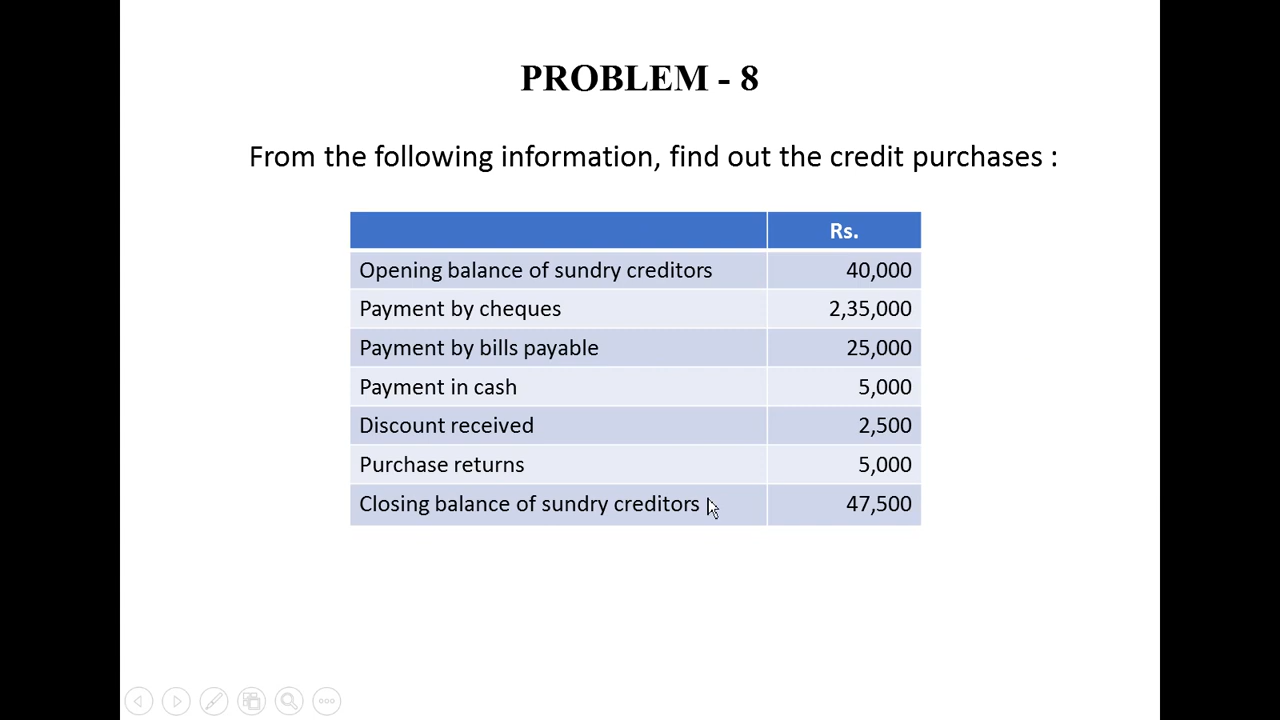 PROBLEM - 8
From the following information, find out the credit purchases :
Rs.
Opening balance of sundry creditors 40,000
Payment by cheques 2,35,000
Payment by bills payable 25,000
Payment in cash 5,000
Discount received 2,500
Purchase returns 5,000
Closing balance of sundry creditors 47,500